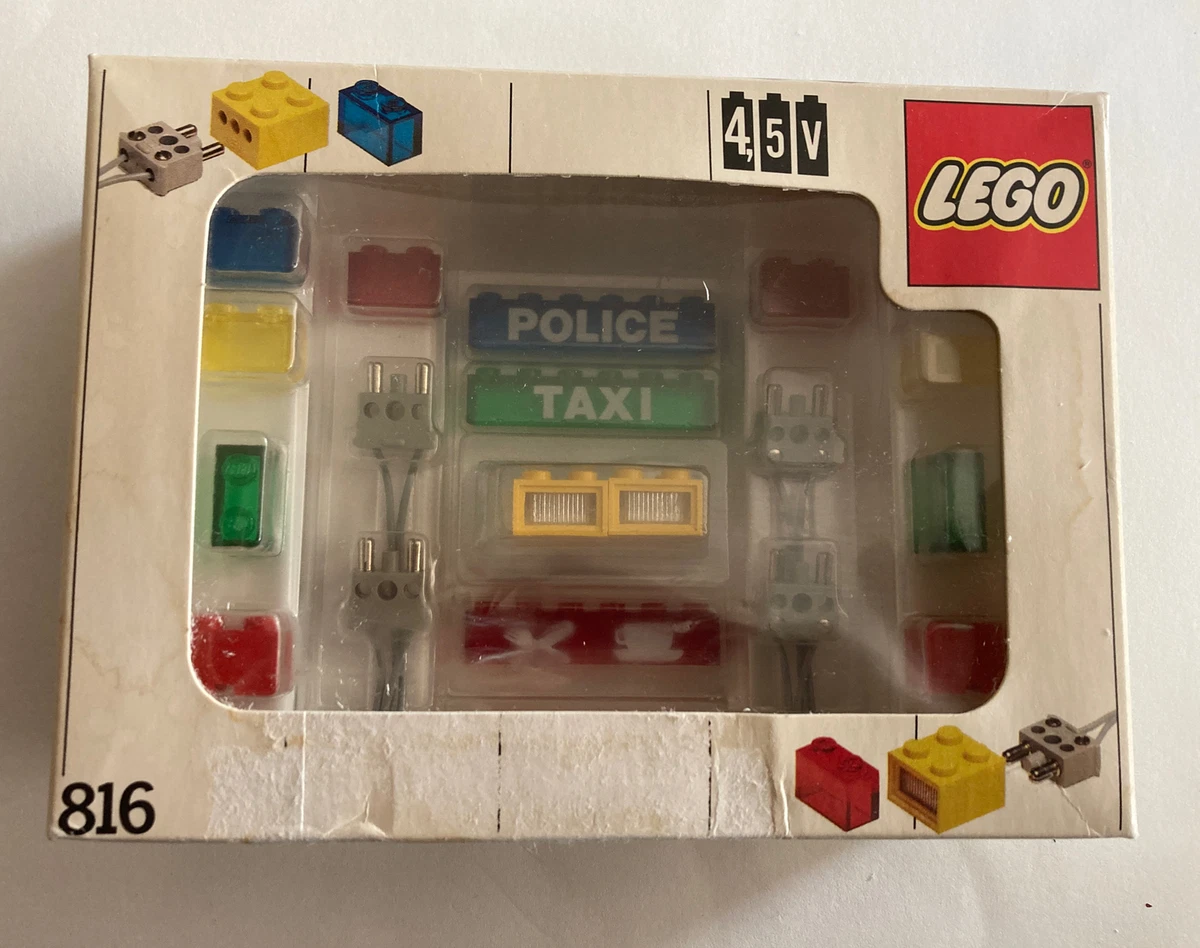 4,5V
LEGO®
POLICE
TAXI
816